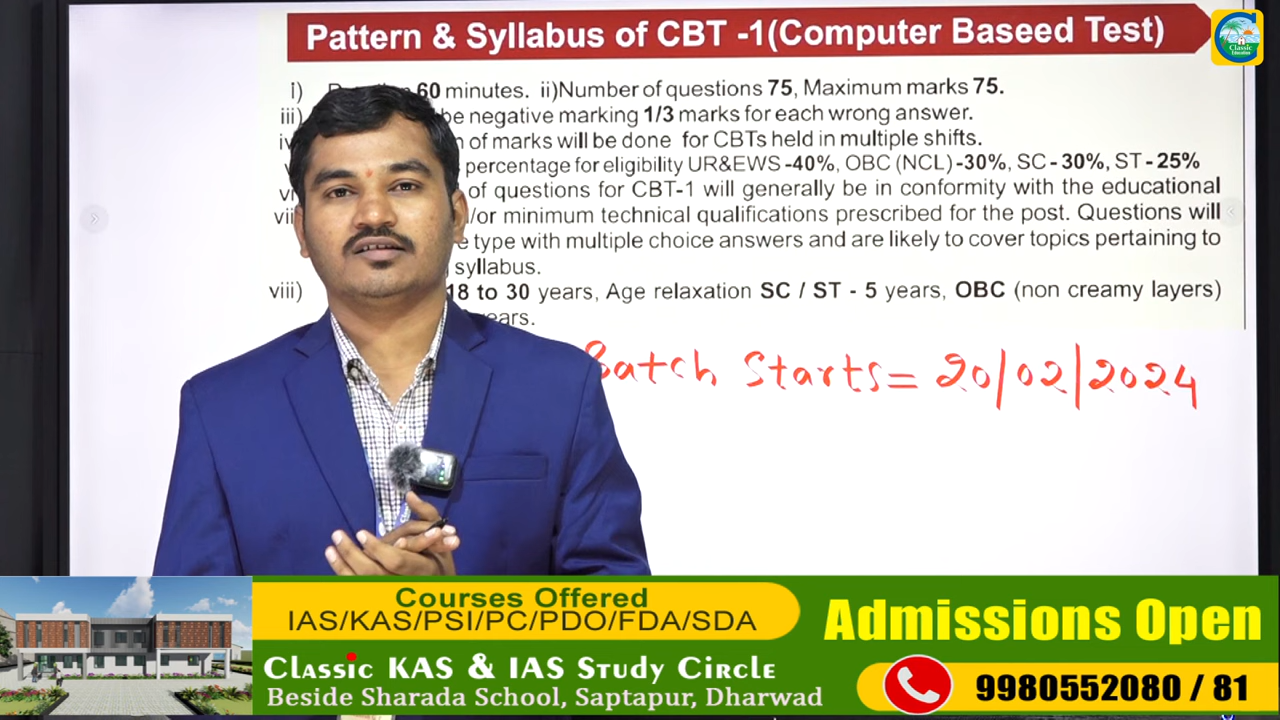 Pattern & Syllabus of CBT -1(Computer Baseed Test)
Classic
Education
i) 60 minutes. ii)Number of questions 75, Maximum marks 75.
iii) be negative marking 1/3 marks for each wrong answer.
of marks will be done for CBTs held in multiple shifts.
percentage for eligibility UR&EWS -40%, OBC (NCL) -30%, SC - 30%, ST - 25%
of questions for CBT-1 will generally be in conformity with the educational
/or minimum technical qualifications prescribed for the post. Questions will
type with multiple choice answers and are likely to cover topics pertaining to
syllabus.
viii) 18 to 30 years, Age relaxation SC / ST - 5 years, OBC (non creamy layers)
years.
Batch Starts = 20/02/2024
Courses Offered
IAS/KAS/PSI/PC/PDO/FDA/SDA
Classic KAS & IAS Study Circle
Beside Sharada School, Saptapur, Dharwad
Admissions Open
9980552080 / 81